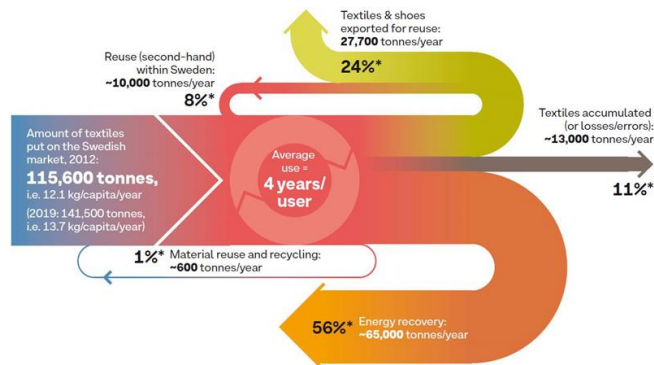 Textiles & shoes
exported for reuse:
27,700 tonnes/year
24%*
Reuse (second-hand)
within Sweden:
~10,000 tonnes/year
8%*
Textiles accumulated
(or losses/errors):
~13,000 tonnes/year
11%*
Amount of textiles
put on the Swedish
market, 2012:
115,600 tonnes,
i.e. 12.1 kg/capita/year
(2019: 141,500 tonnes,
i.e. 13.7 kg/capita/year)
Average
use =
4 years/
user
1%* Material reuse and recycling:
~600 tonnes/year
56%* Energy recovery:
~65,000 tonnes/year